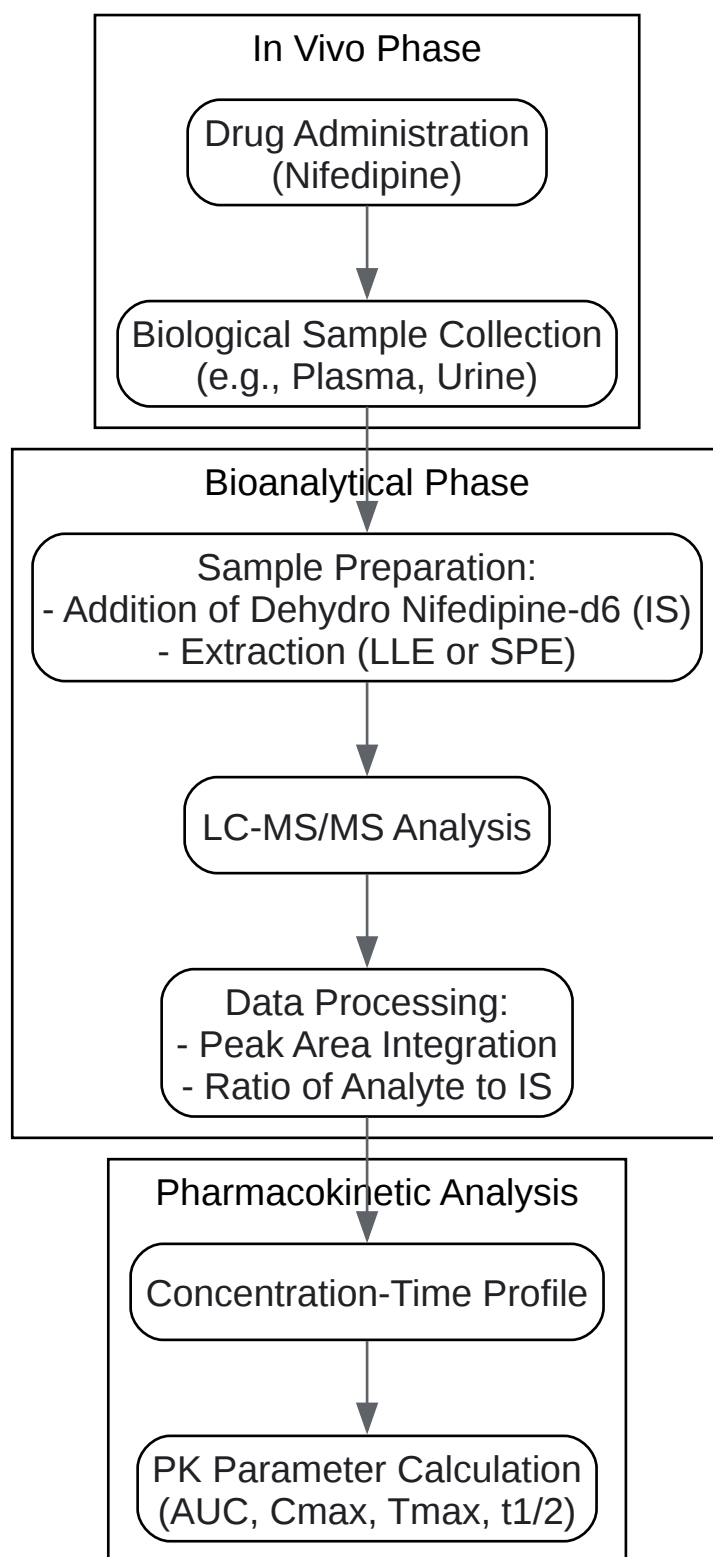 In Vivo Phase
Drug Administration
(Nifedipine)
Biological Sample Collection
(e.g., Plasma, Urine)
Bioanalytical Phase
Sample Preparation:
- Addition of Dehydro Nifedipine-d6 (IS)
- Extraction (LLE or SPE)
LC-MS/MS Analysis
Data Processing:
- Peak Area Integration
- Ratio of Analyte to IS
Pharmacokinetic Analysis
Concentration-Time Profile
PK Parameter Calculation
(AUC, Cmax, Tmax, t1/2)